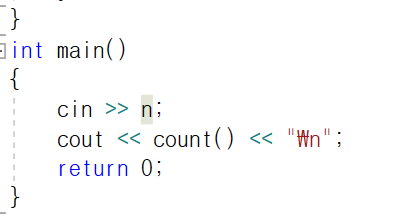 }
int main()
{
    cin >> n;
    cout << count() << "₩n";
    return 0;
}